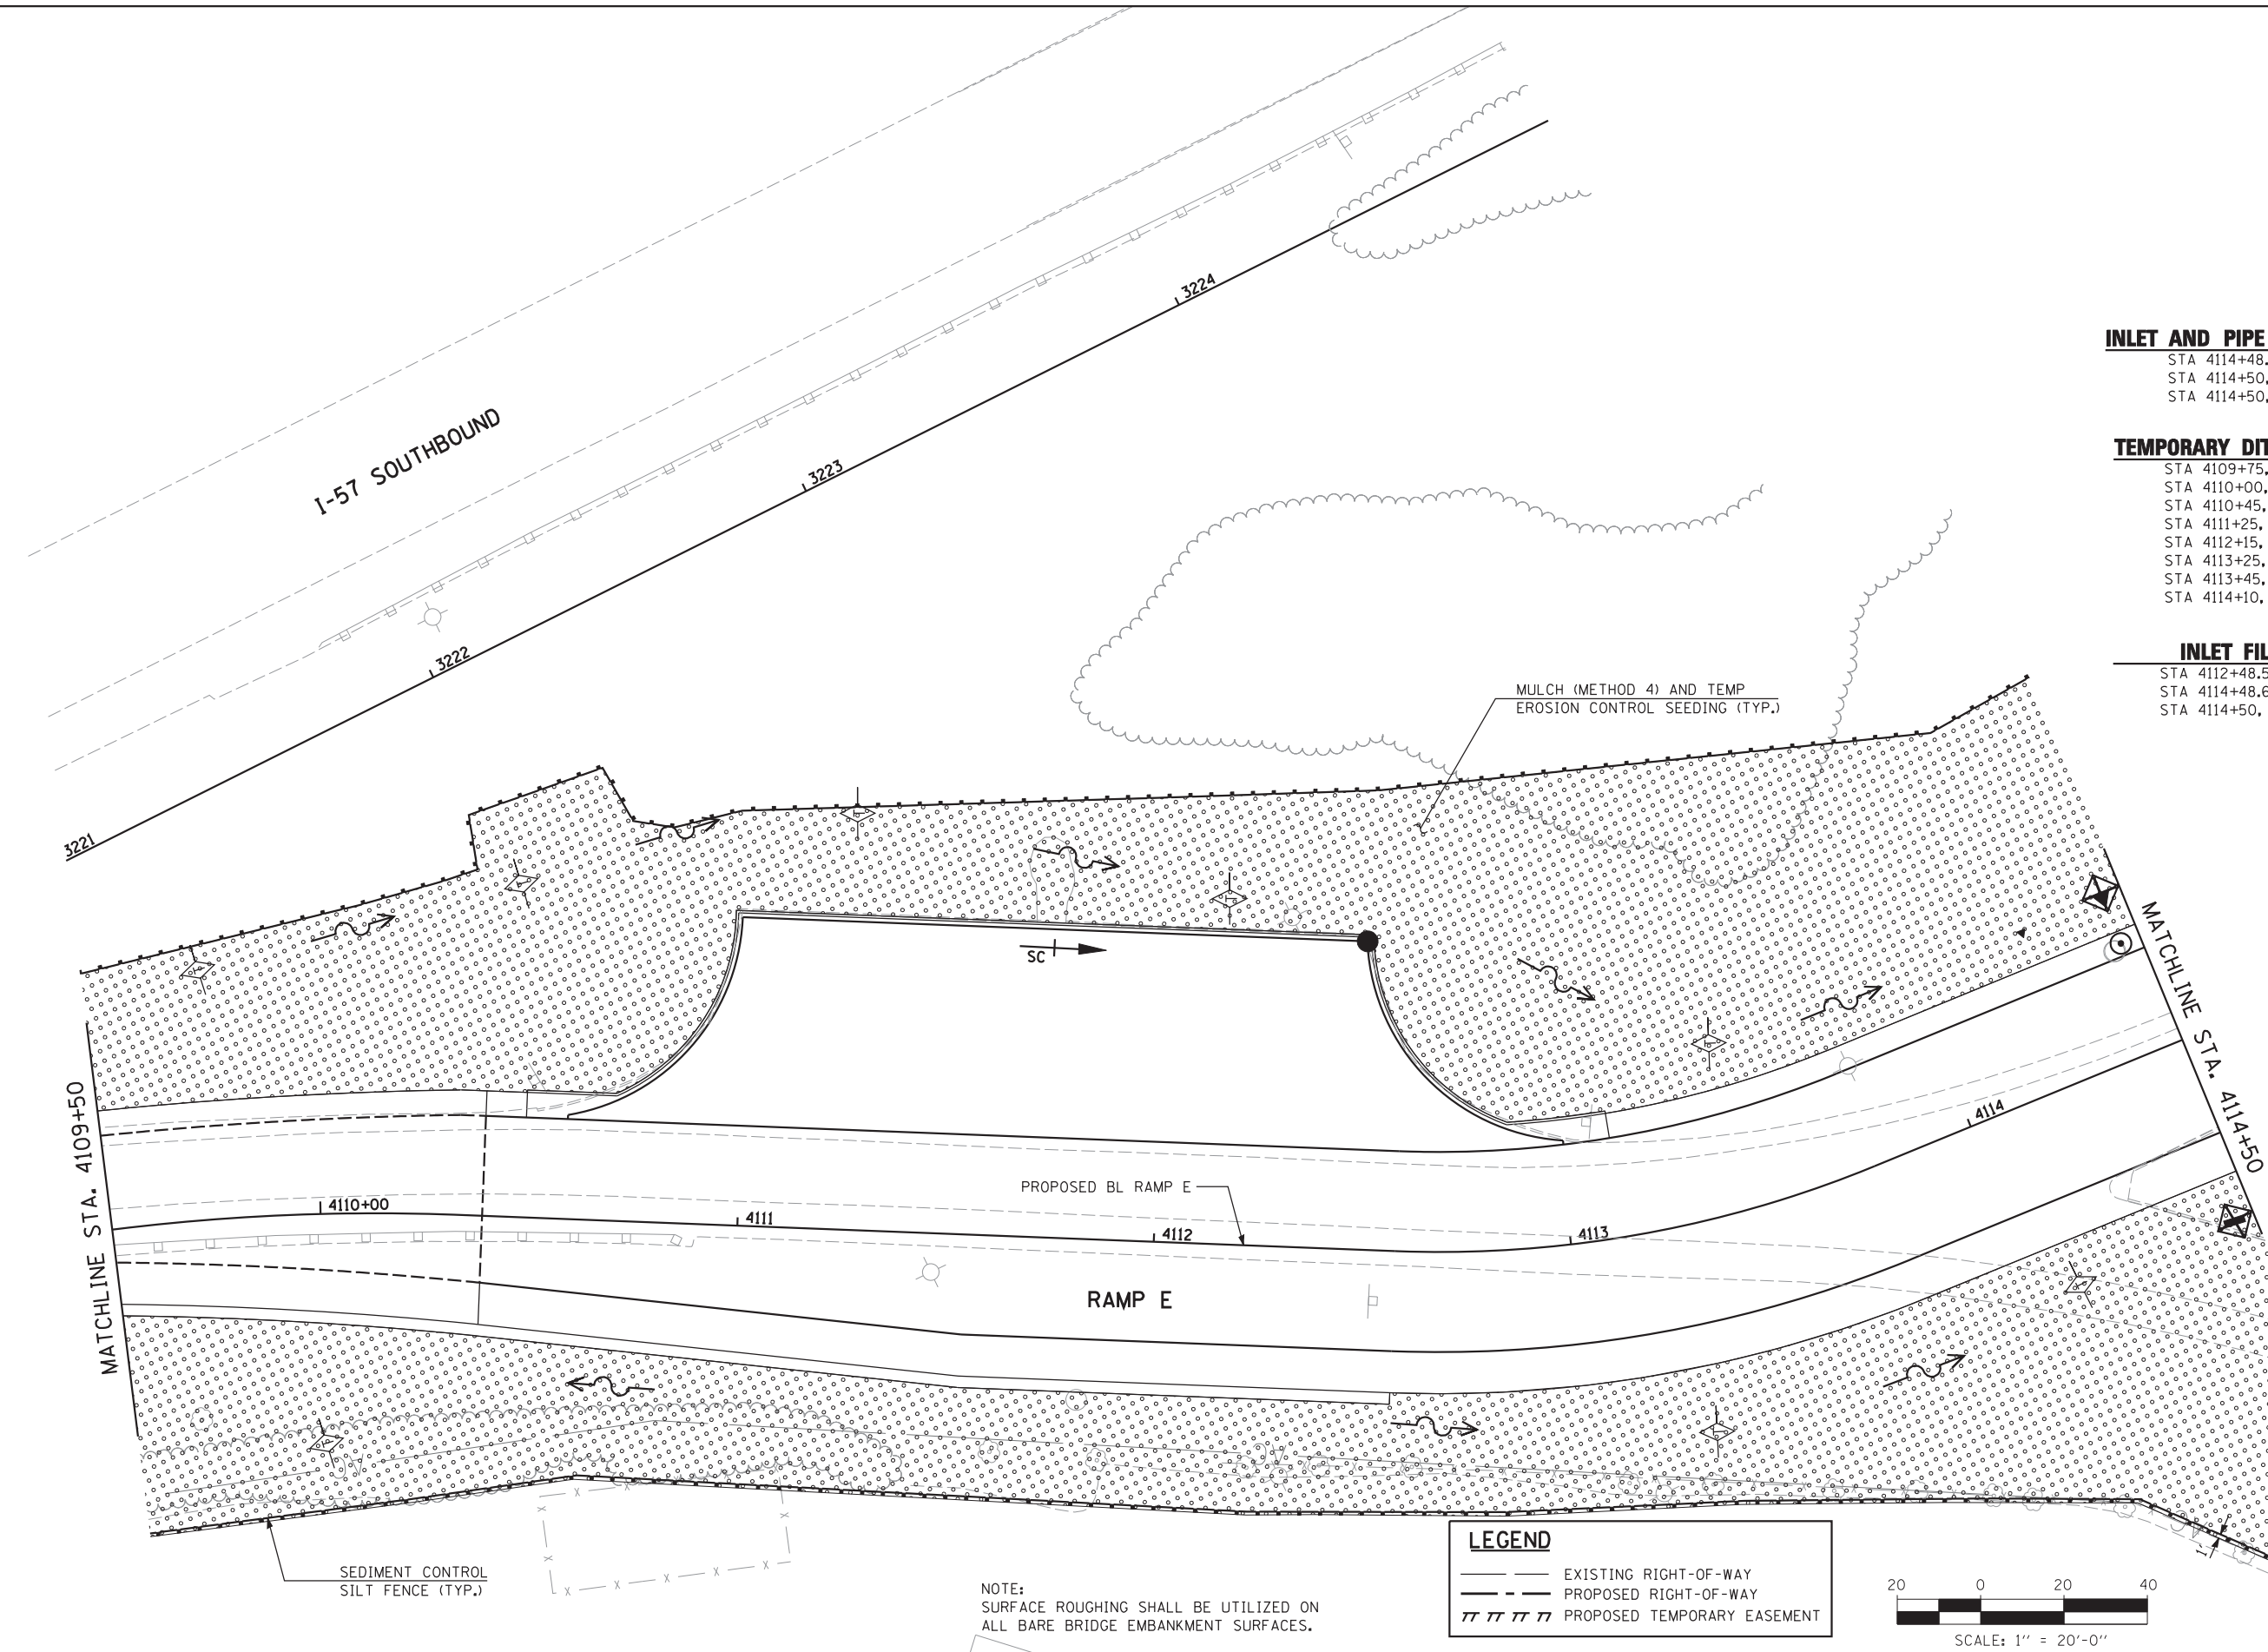 I-57 SOUTHBOUND
3221
3222
3223
3224
INLET AND PIPE
STA 4114+48.
STA 4114+50,
STA 4114+50,
TEMPORARY DIT
STA 4109+75,
STA 4110+00,
STA 4110+45,
STA 4111+25,
STA 4112+15,
STA 4113+25,
STA 4113+45,
STA 4114+10,
INLET FIL
STA 4112+48.5
STA 4114+48.6
STA 4114+50,
MULCH (METHOD 4) AND TEMP
EROSION CONTROL SEEDING (TYP.)
SC
MATCHLINE STA. 4109+50
MATCHLINE STA. 4114+50
4110+00
4111
4112
4113
4114
PROPOSED BL RAMP E
RAMP E
SEDIMENT CONTROL
SILT FENCE (TYP.)
NOTE:
SURFACE ROUGHING SHALL BE UTILIZED ON
ALL BARE BRIDGE EMBANKMENT SURFACES.
LEGEND
EXISTING RIGHT-OF-WAY
PROPOSED RIGHT-OF-WAY
PROPOSED TEMPORARY EASEMENT
1'
20 0 20 40
SCALE: 1" = 20'-0"